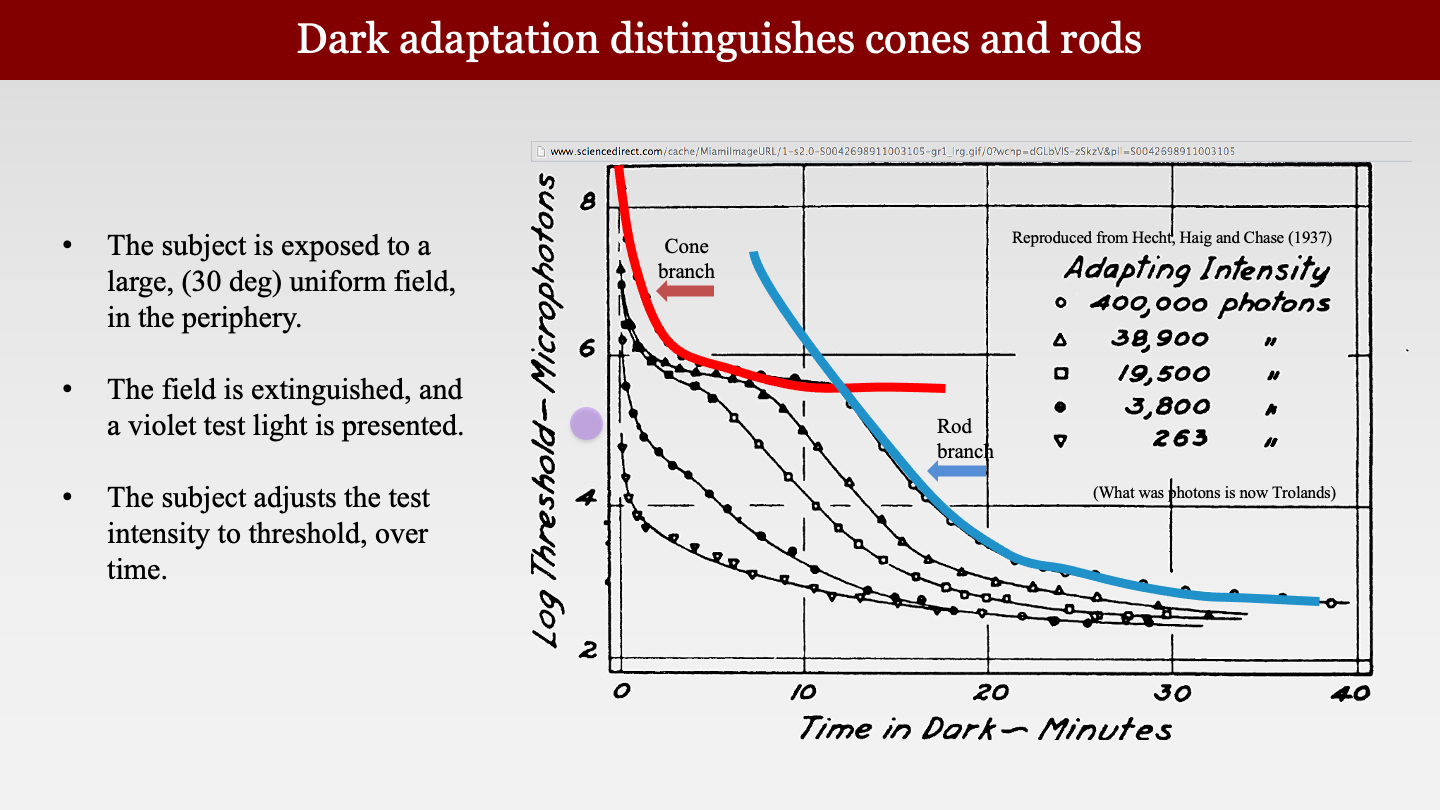 Dark adaptation distinguishes cones and rods
• The subject is exposed to a
large, (30 deg) uniform field,
in the periphery.
• The field is extinguished, and
a violet test light is presented.
• The subject adjusts the test
intensity to threshold, over
time.
www.sciencedirect.com/cache/MiamiImageURL/1-s2.0-S0042698911003105-gr1_lrg.gif/0?wchp=dGLbVlS-zSkzV&pii=S0042698911003105
Log Threshold—Microphotons
8
6
4
2
Cone
branch
Rod
branch
Reproduced from Hecht, Haig and Chase (1937)
Adapting Intensity
400,000 photons
38,900 "
19,500 "
3,800 "
263 "
(What was photons is now Trolands)
0 10 20 30 40
Time in Dark—Minutes